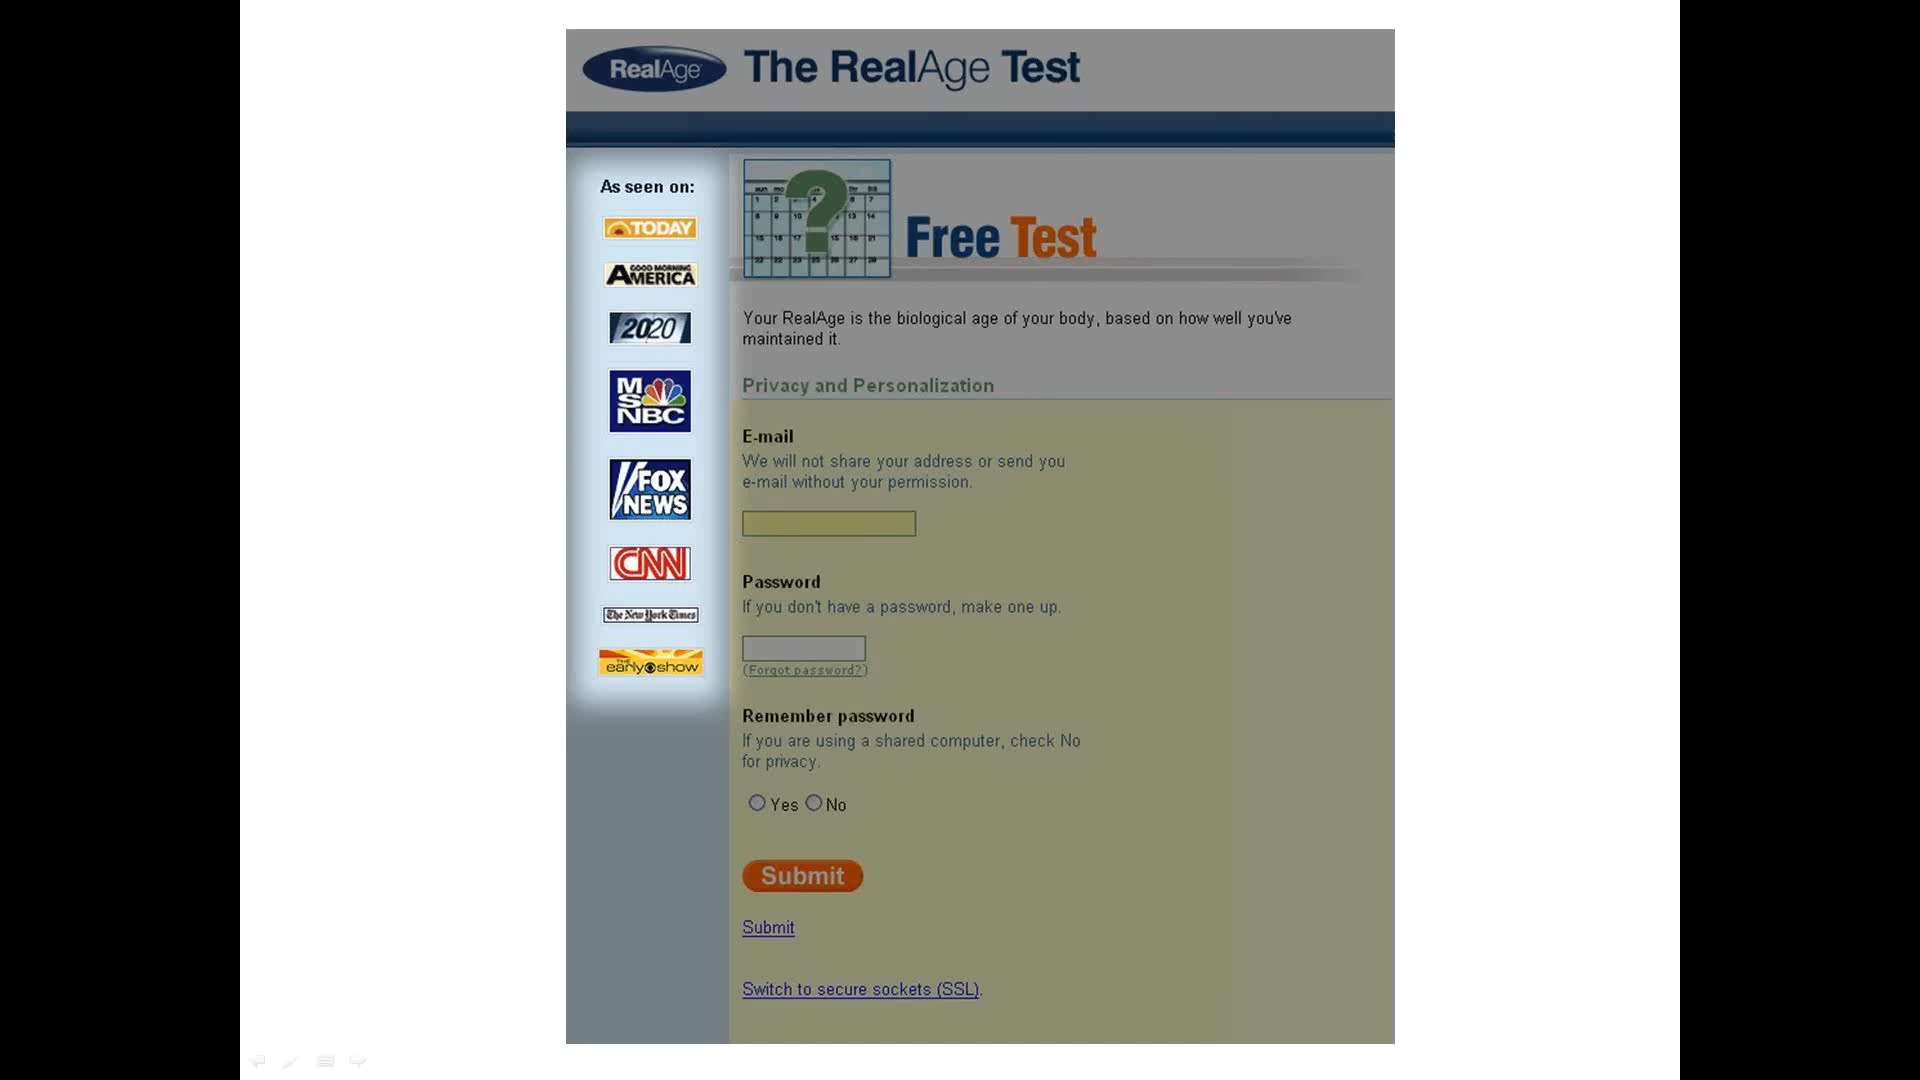 RealAge
The RealAge Test
As seen on:
TODAY
GOOD MORNING
AMERICA
2020
MSNBC
FOX
NEWS
CNN
The New York Times
THE
early show
Free Test
Your RealAge is the biological age of your body, based on how well you've
maintained it.
Privacy and Personalization
E-mail
We will not share your address or send you
e-mail without your permission.
Password
If you don't have a password, make one up.
(Forgot password?)
Remember password
If you are using a shared computer, check No
for privacy.
Yes No
Submit
Submit
Switch to secure sockets (SSL).